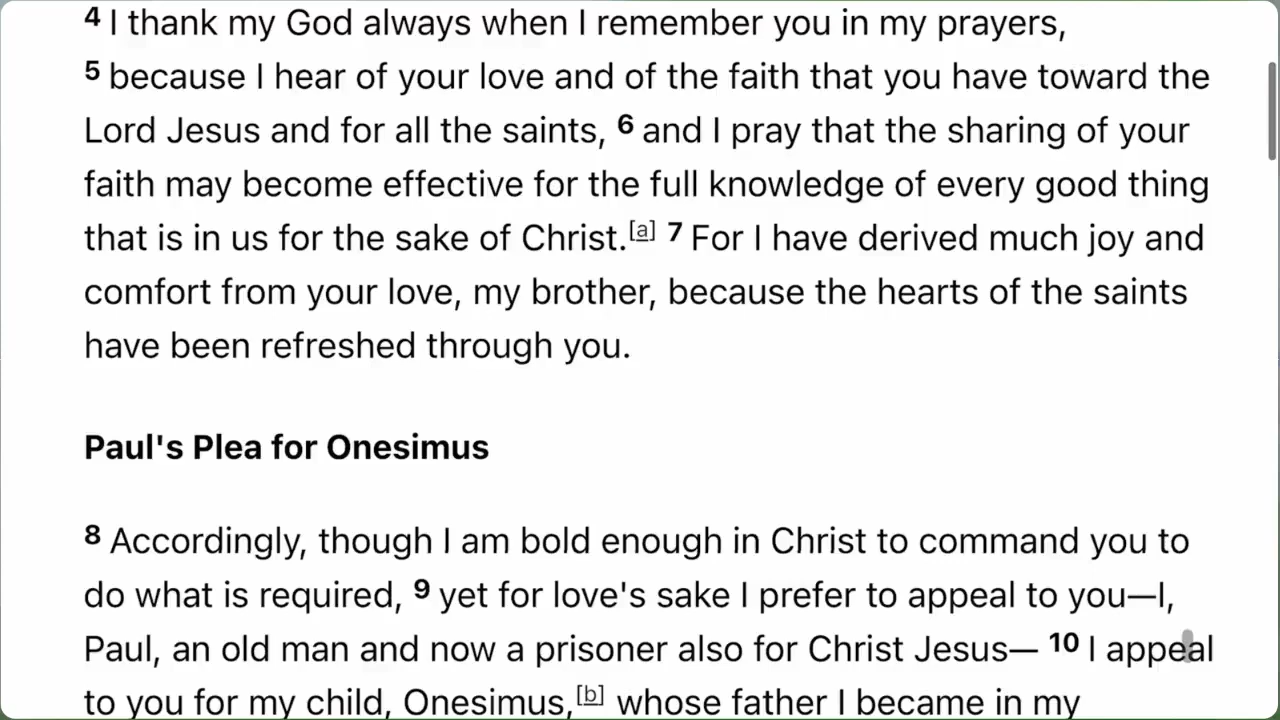 4 I thank my God always when I remember you in my prayers,
5 because I hear of your love and of the faith that you have toward the
Lord Jesus and for all the saints, 6 and I pray that the sharing of your
faith may become effective for the full knowledge of every good thing
that is in us for the sake of Christ.[a] 7 For I have derived much joy and
comfort from your love, my brother, because the hearts of the saints
have been refreshed through you.
Paul's Plea for Onesimus
8 Accordingly, though I am bold enough in Christ to command you to
do what is required, 9 yet for love's sake I prefer to appeal to you—I,
Paul, an old man and now a prisoner also for Christ Jesus— 10 I appeal
to you for my child, Onesimus,[b] whose father I became in my